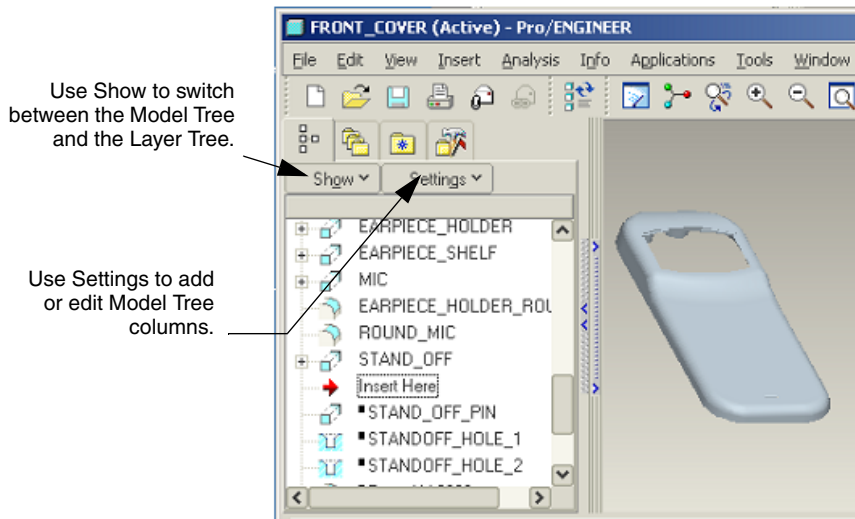 FRONT_COVER (Active) - Pro/ENGINEER
File Edit View Insert Analysis Info Applications Tools Window
Use Show to switch
between the Model Tree
and the Layer Tree.
Show Settings
EARPIECE_HOLDER
EARPIECE_SHELF
MIC
Use Settings to add
or edit Model Tree
columns.
EARPIECE_HOLDER_ROU
ROUND_MIC
STAND_OFF
Insert Here
STAND_OFF_PIN
STANDOFF_HOLE_1
STANDOFF_HOLE_2